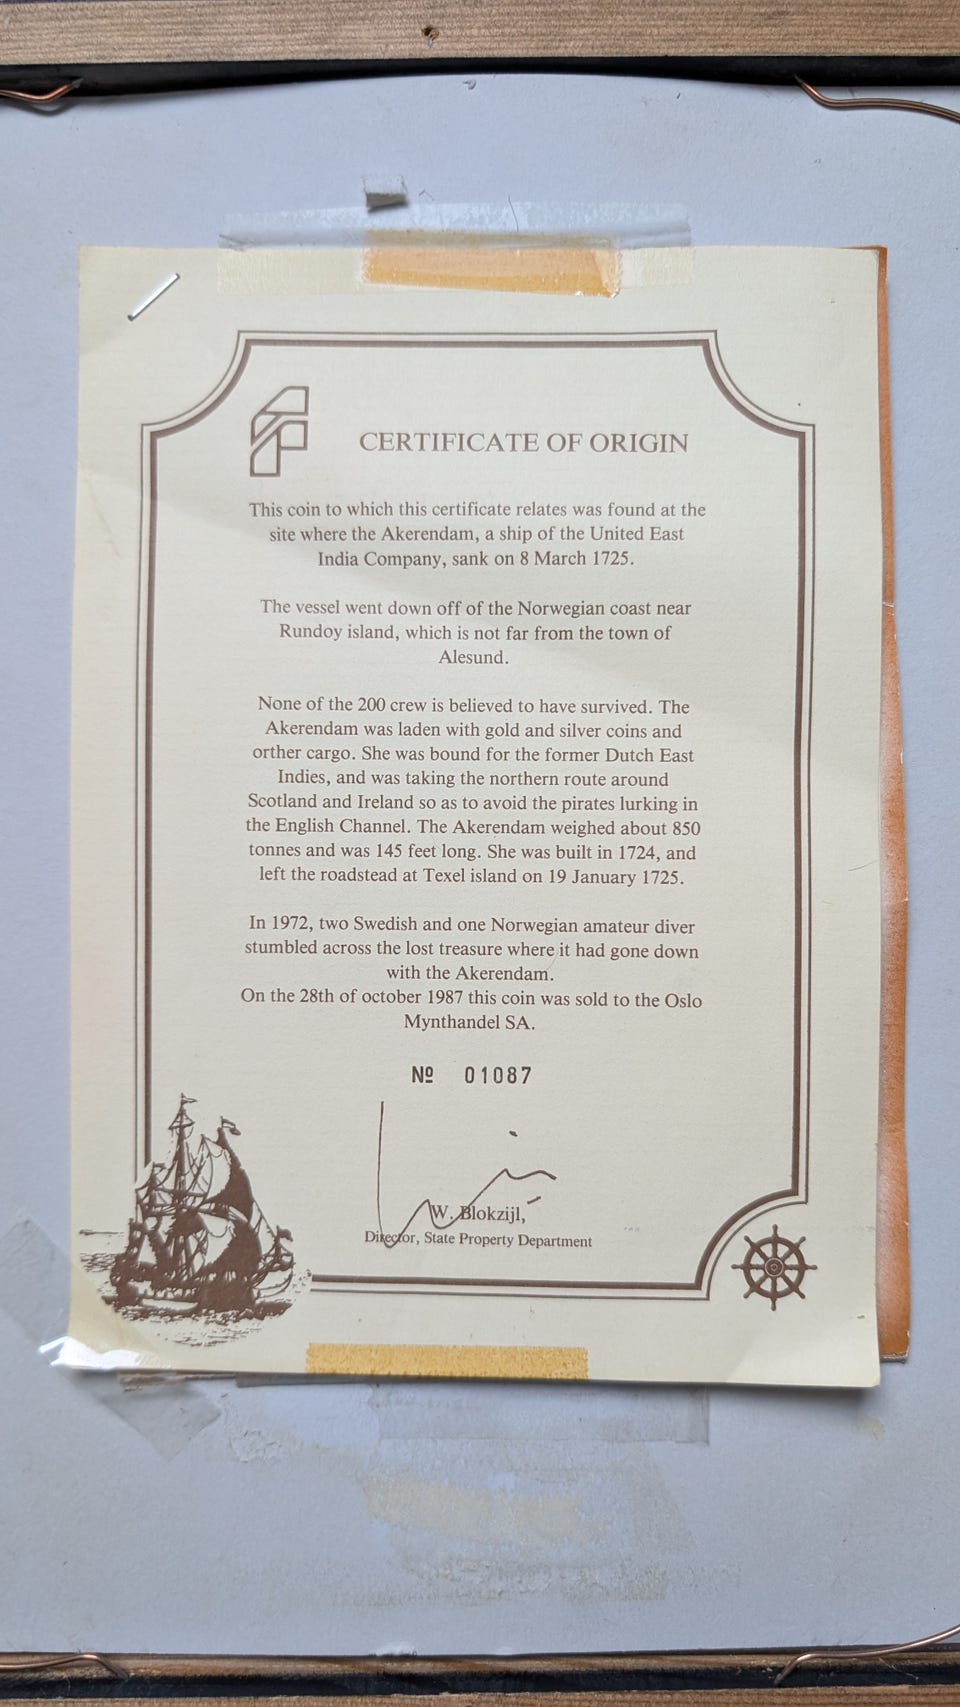 CERTIFICATE OF ORIGIN
This coin to which this certificate relates was found at the
site where the Akerendam, a ship of the United East
India Company, sank on 8 March 1725.
The vessel went down off of the Norwegian coast near
Rundoy island, which is not far from the town of
Alesund.
None of the 200 crew is believed to have survived. The
Akerendam was laden with gold and silver coins and
orther cargo. She was bound for the former Dutch East
Indies, and was taking the northern route around
Scotland and Ireland so as to avoid the pirates lurking in
the English Channel. The Akerendam weighed about 850
tonnes and was 145 feet long. She was built in 1724, and
left the roadstead at Texel island on 19 January 1725.
In 1972, two Swedish and one Norwegian amateur diver
stumbled across the lost treasure where it had gone down
with the Akerendam.
On the 28th of october 1987 this coin was sold to the Oslo
Mynthandel SA.
Nº 01087
W. Blokzijl,
Director, State Property Department